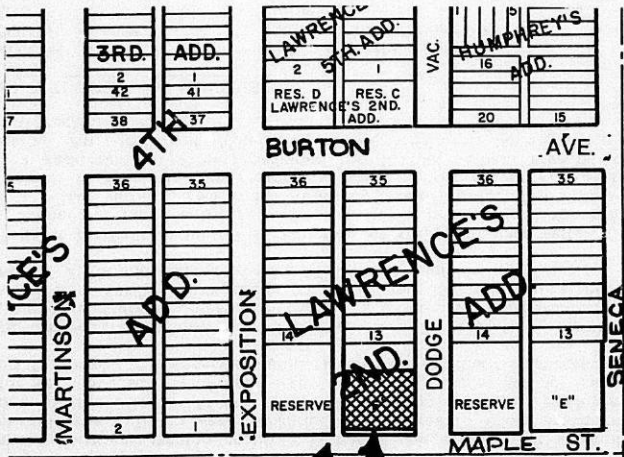 LAWRENCE
5TH. ADD.
HUMPHREY'S
ADD.
3RD. ADD.
2 1
42 41
38 37
2 1
RES. D RES. C
LAWRENCE'S 2ND.
ADD.
VAC.
16
20 15
7
4TH
BURTON AVE.
5
36 35
36 35
36 35
CE'S
ADD.
LAWRENCE'S
ADD.
2ND.
MARTINSON
EXPOSITION
DODGE
SENECA
14 13
14 13
RESERVE
RESERVE "E"
2 1
MAPLE ST.